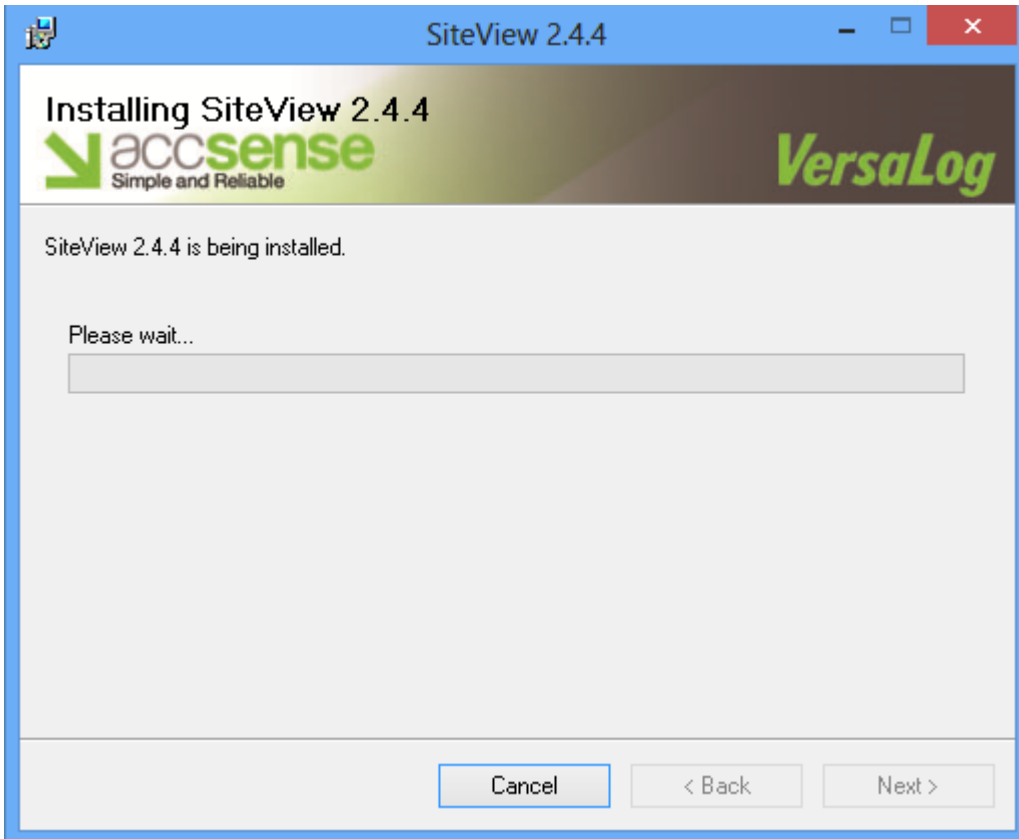 SiteView 2.4.4
Installing SiteView 2.4.4
accsense
Simple and Reliable
VersaLog
SiteView 2.4.4 is being installed.
Please wait...
Cancel
< Back
Next >